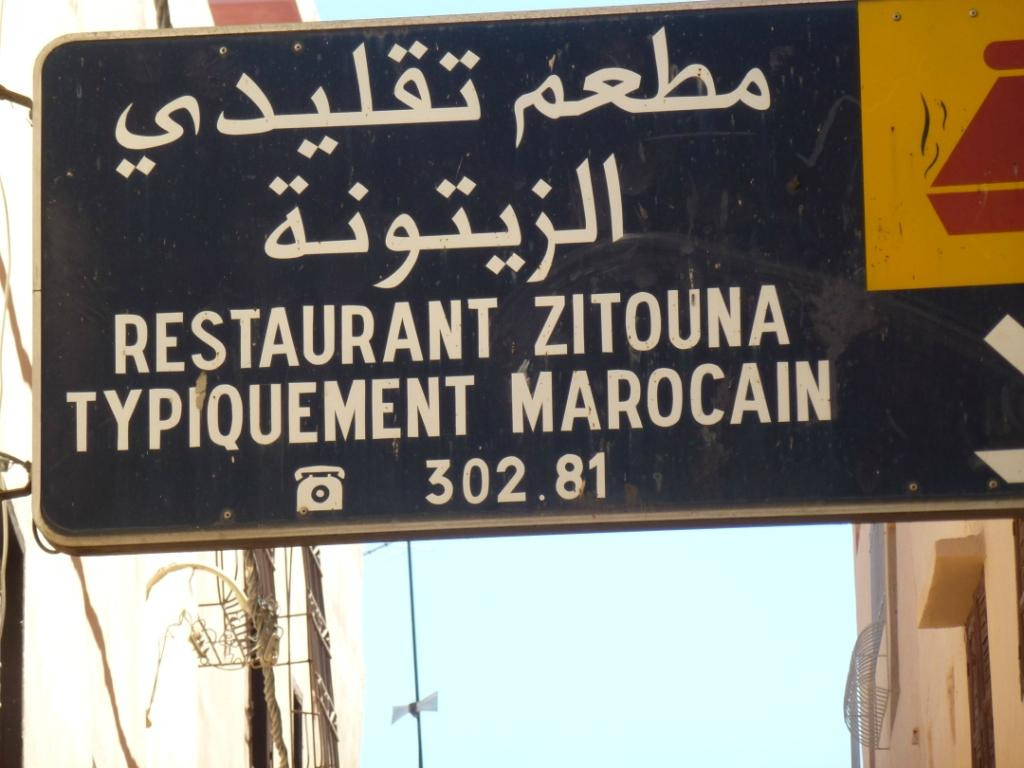 مطعم تقليدي
الزيتونة
RESTAURANT ZITOUNA
TYPIQUEMENT MAROCAIN
302.81